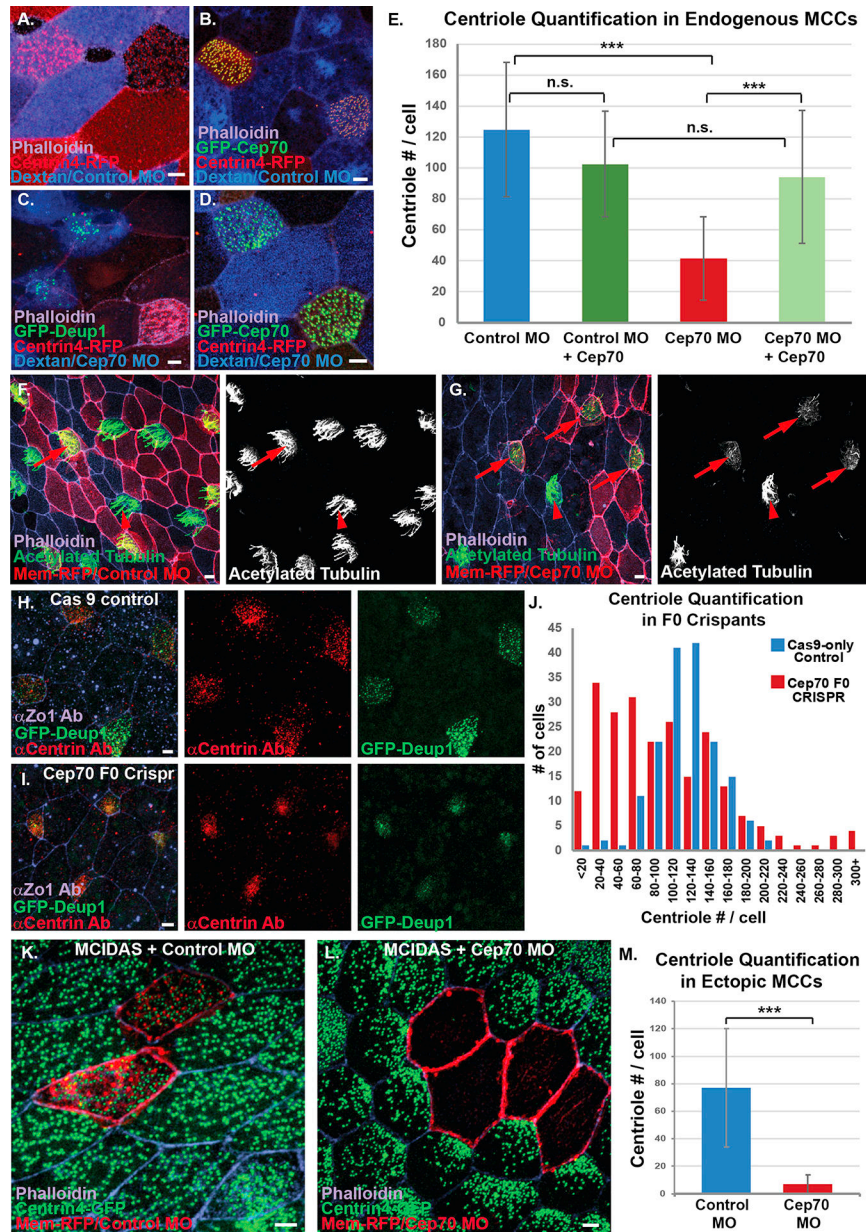 A.
Phalloidin
Centrin4-RFP
Dextan/Control MO
B.
Phalloidin
GFP-Cep70
Centrin4-RFP
Dextan/Control MO
C.
Phalloidin
GFP-Deup1
Centrin4-RFP
Dextan/Cep70 MO
D.
Phalloidin
GFP-Cep70
Centrin4-RFP
Dextan/Cep70 MO
E.
Centriole Quantification in Endogenous MCCs
Centriole # / cell
180
160
140
120
100
80
60
40
20
0
***
n.s.
***
n.s.
Control MO
Control MO
+ Cep70
Cep70 MO
Cep70 MO
+ Cep70
F.
Phalloidin
Acetylated Tubulin
Mem-RFP/Control MO
Acetylated Tubulin
G.
Phalloidin
Acetylated Tubulin
Mem-RFP/Cep70 MO
Acetylated Tubulin
H.
Cas 9 control
αZo1 Ab
GFP-Deup1
αCentrin Ab
αCentrin Ab
GFP-Deup1
I.
Cep70 F0 Crispr
αZo1 Ab
GFP-Deup1
αCentrin Ab
αCentrin Ab
GFP-Deup1
J.
Centriole Quantification
in F0 Crispants
Cas9-only
Control
Cep70 F0
CRISPR
# of cells
45
40
35
30
25
20
15
10
5
0
<20
20-40
40-60
60-80
80-100
100-120
120-140
140-160
160-180
180-200
200-220
220-240
240-260
260-280
280-300
300+
Centriole # / cell
K.
MCIDAS + Control MO
Phalloidin
Centrin4-GFP
Mem-RFP/Control MO
L.
MCIDAS + Cep70 MO
Phalloidin
Centrin4-GFP
Mem-RFP/Cep70 MO
M.
Centriole Quantification
in Ectopic MCCs
Centriole # / cell
140
120
100
80
60
40
20
0
***
Control
MO
Cep70
MO